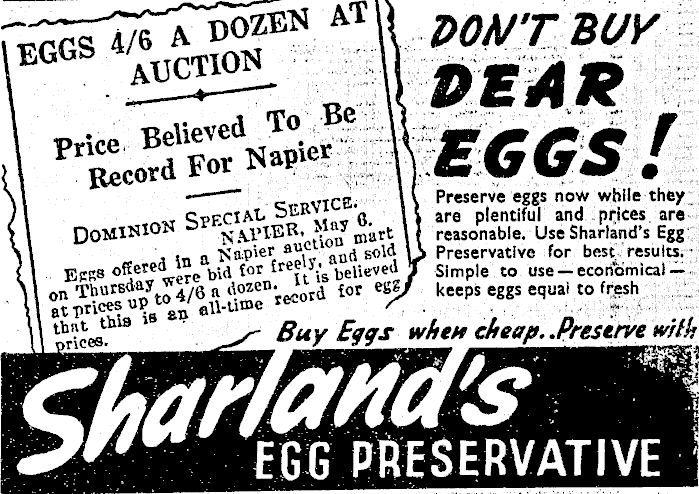 EGGS 4/6 A DOZEN AT
AUCTION
Price Believed To Be
Record For Napier
DOMINION SPECIAL SERVICE.
NAPIER, May 6.
Eggs offered in a Napier auction mart
on Thursday were bid for freely, and sold
at prices up to 4/6 a dozen. It is believed
that this is an all-time record for egg
prices.
DON'T BUY
DEAR
EGGS!
Preserve eggs now while they
are plentiful and prices are
reasonable. Use Sharland's Egg
Preservative for best results.
Simple to use — economical —
keeps eggs equal to fresh
Buy Eggs when cheap..Preserve with
Sharland's
EGG PRESERVATIVE